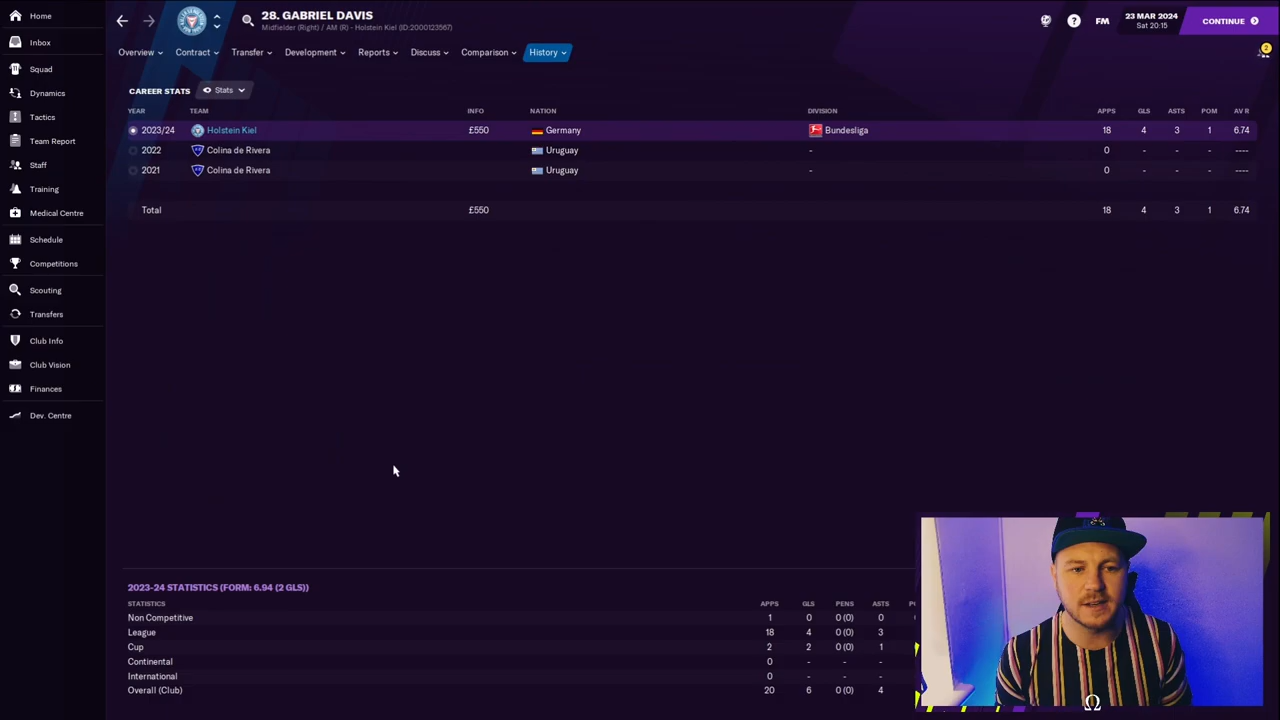 Home
Inbox
Squad
Dynamics
Tactics
Team Report
Staff
Training
Medical Centre
Schedule
Competitions
Scouting
Transfers
Club Info
Club Vision
Finances
Dev. Centre
28. GABRIEL DAVIS
Midfielder (Right) / AM (R) - Holstein Kiel (ID:2000123567)
FM
23 MAR 2024
Sat 20:15
CONTINUE
2
Overview Contract Transfer Development Reports Discuss Comparison History
CAREER STATS Stats
YEAR TEAM INFO NATION DIVISION APPS GLS ASTS POM AV R
2023/24 Holstein Kiel £550 Germany Bundesliga 18 4 3 1 6.74
2022 Colina de Rivera Uruguay - 0 - - - ----
2021 Colina de Rivera Uruguay - 0 - - - ----
Total £550 18 4 3 1 6.74
2023-24 STATISTICS (FORM: 6.94 (2 GLS))
STATISTICS APPS GLS PENS ASTS
Non Competitive 1 0 0 (0) 0
League 18 4 0 (0) 3
Cup 2 2 0 (0) 1
Continental 0 - - -
International 0 - - -
Overall (Club) 20 6 0 (0) 4
Ω